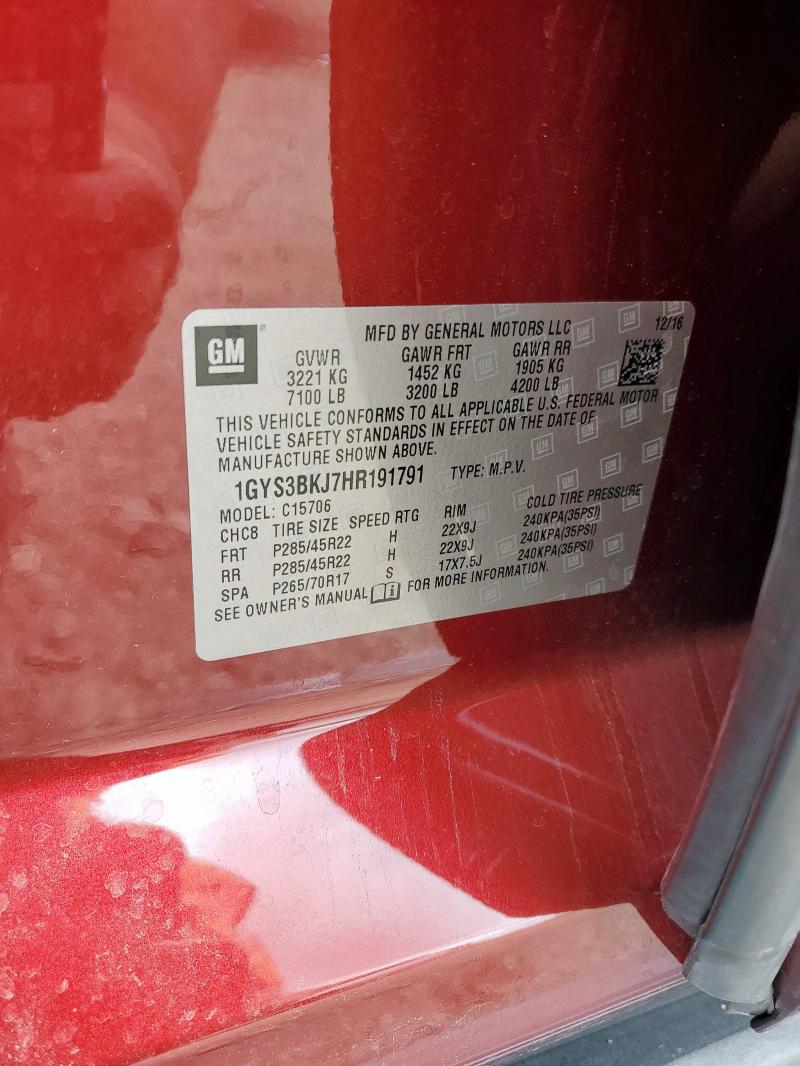 GM
MFD BY GENERAL MOTORS LLC 12/16
GVWR GAWR FRT GAWR RR
3221 KG 1452 KG 1905 KG
7100 LB 3200 LB 4200 LB
THIS VEHICLE CONFORMS TO ALL APPLICABLE U.S. FEDERAL MOTOR
VEHICLE SAFETY STANDARDS IN EFFECT ON THE DATE OF
MANUFACTURE SHOWN ABOVE.
1GYS3BKJ7HR191791 TYPE: M.P.V.
MODEL: C15706
CHC8 TIRE SIZE SPEED RTG RIM COLD TIRE PRESSURE
FRT P285/45R22 H 22X9J 240KPA(35PSI)
RR P285/45R22 H 22X9J 240KPA(35PSI)
SPA P265/70R17 S 17X7.5J 240KPA(35PSI)
SEE OWNER'S MANUAL FOR MORE INFORMATION.